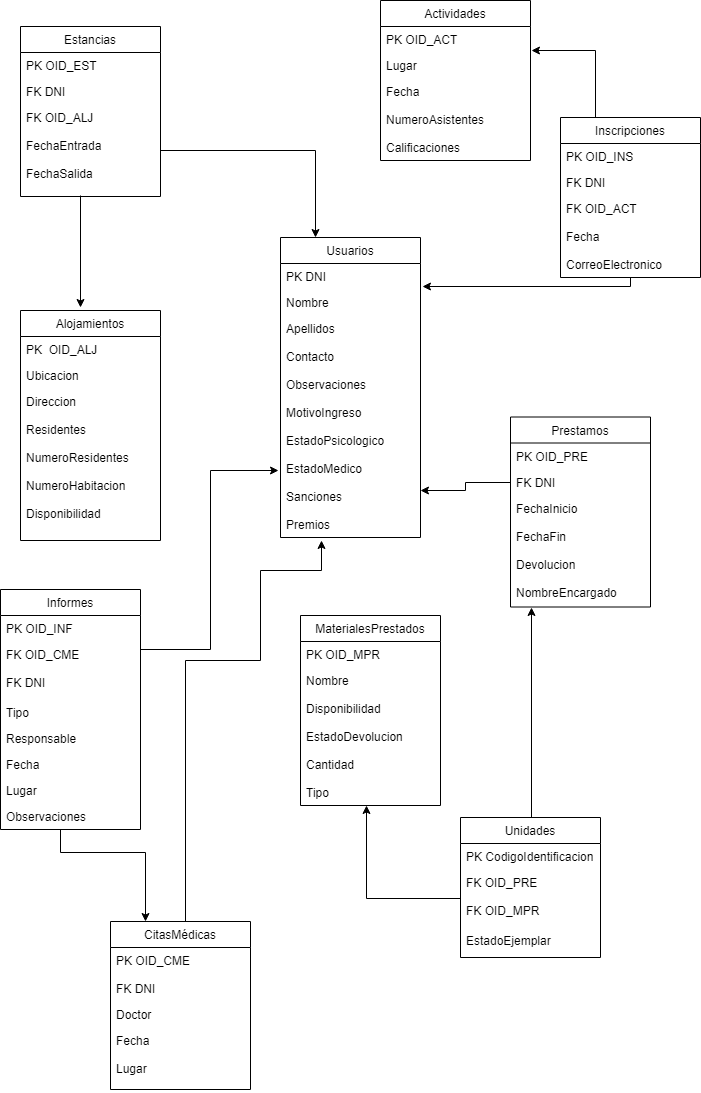 Estancias
PK OID_EST
FK DNI
FK OID_ALJ
FechaEntrada
FechaSalida
Actividades
PK OID_ACT
Lugar
Fecha
NumeroAsistentes
Calificaciones
Inscripciones
PK OID_INS
FK DNI
FK OID_ACT
Fecha
CorreoElectronico
Usuarios
PK DNI
Nombre
Apellidos
Contacto
Observaciones
MotivoIngreso
EstadoPsicologico
EstadoMedico
Sanciones
Premios
Alojamientos
PK OID_ALJ
Ubicacion
Direccion
Residentes
NumeroResidentes
NumeroHabitacion
Disponibilidad
Prestamos
PK OID_PRE
FK DNI
FechaInicio
FechaFin
Devolucion
NombreEncargado
Informes
PK OID_INF
FK OID_CME
FK DNI
Tipo
Responsable
Fecha
Lugar
Observaciones
MaterialesPrestados
PK OID_MPR
Nombre
Disponibilidad
EstadoDevolucion
Cantidad
Tipo
Unidades
PK CodigoIdentificacion
FK OID_PRE
FK OID_MPR
EstadoEjemplar
CitasMédicas
PK OID_CME
FK DNI
Doctor
Fecha
Lugar